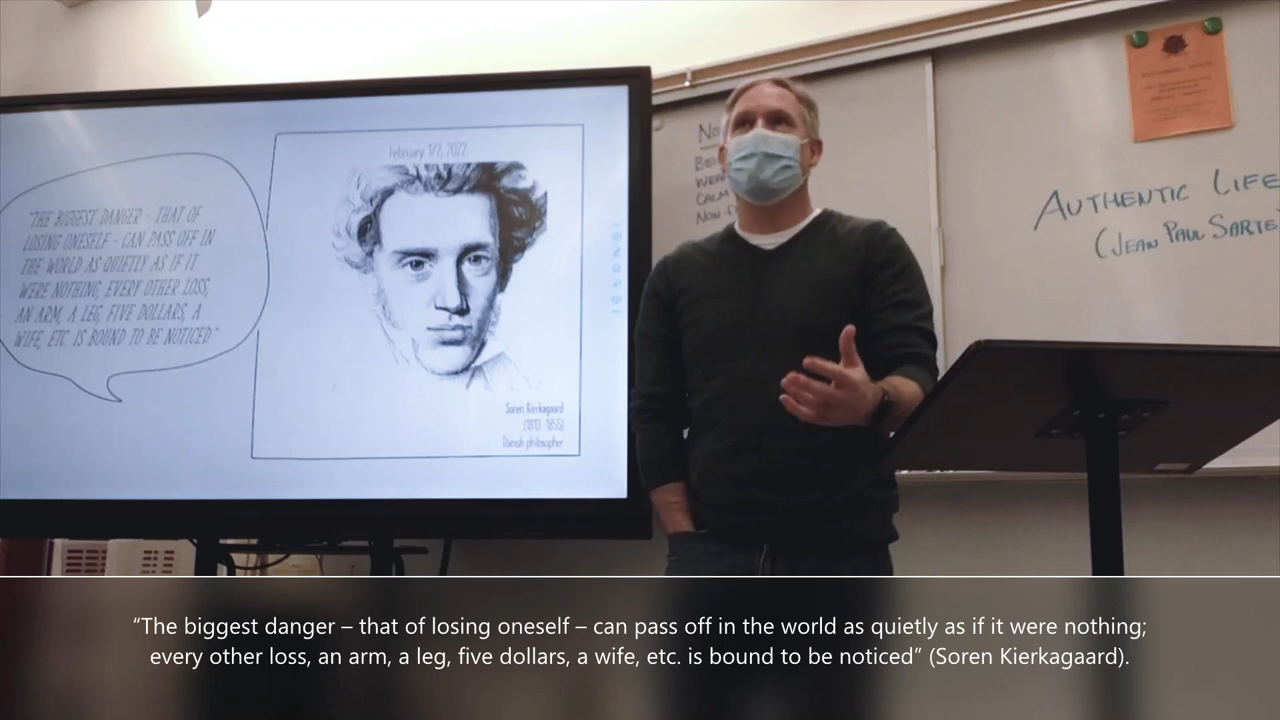 February 1/2, 2022
"THE BIGGEST DANGER - THAT OF
LOSING ONESELF - CAN PASS OFF IN
THE WORLD AS QUIETLY AS IF IT
WERE NOTHING; EVERY OTHER LOSS,
AN ARM, A LEG, FIVE DOLLARS, A
WIFE, ETC. IS BOUND TO BE NOTICED."
Soren Kierkagaard
(1813-1855)
Danish philosopher
CALM
AUTHENTIC LIFE
(JEAN PAUL SARTE
“The biggest danger – that of losing oneself – can pass off in the world as quietly as if it were nothing;
every other loss, an arm, a leg, five dollars, a wife, etc. is bound to be noticed” (Soren Kierkagaard).